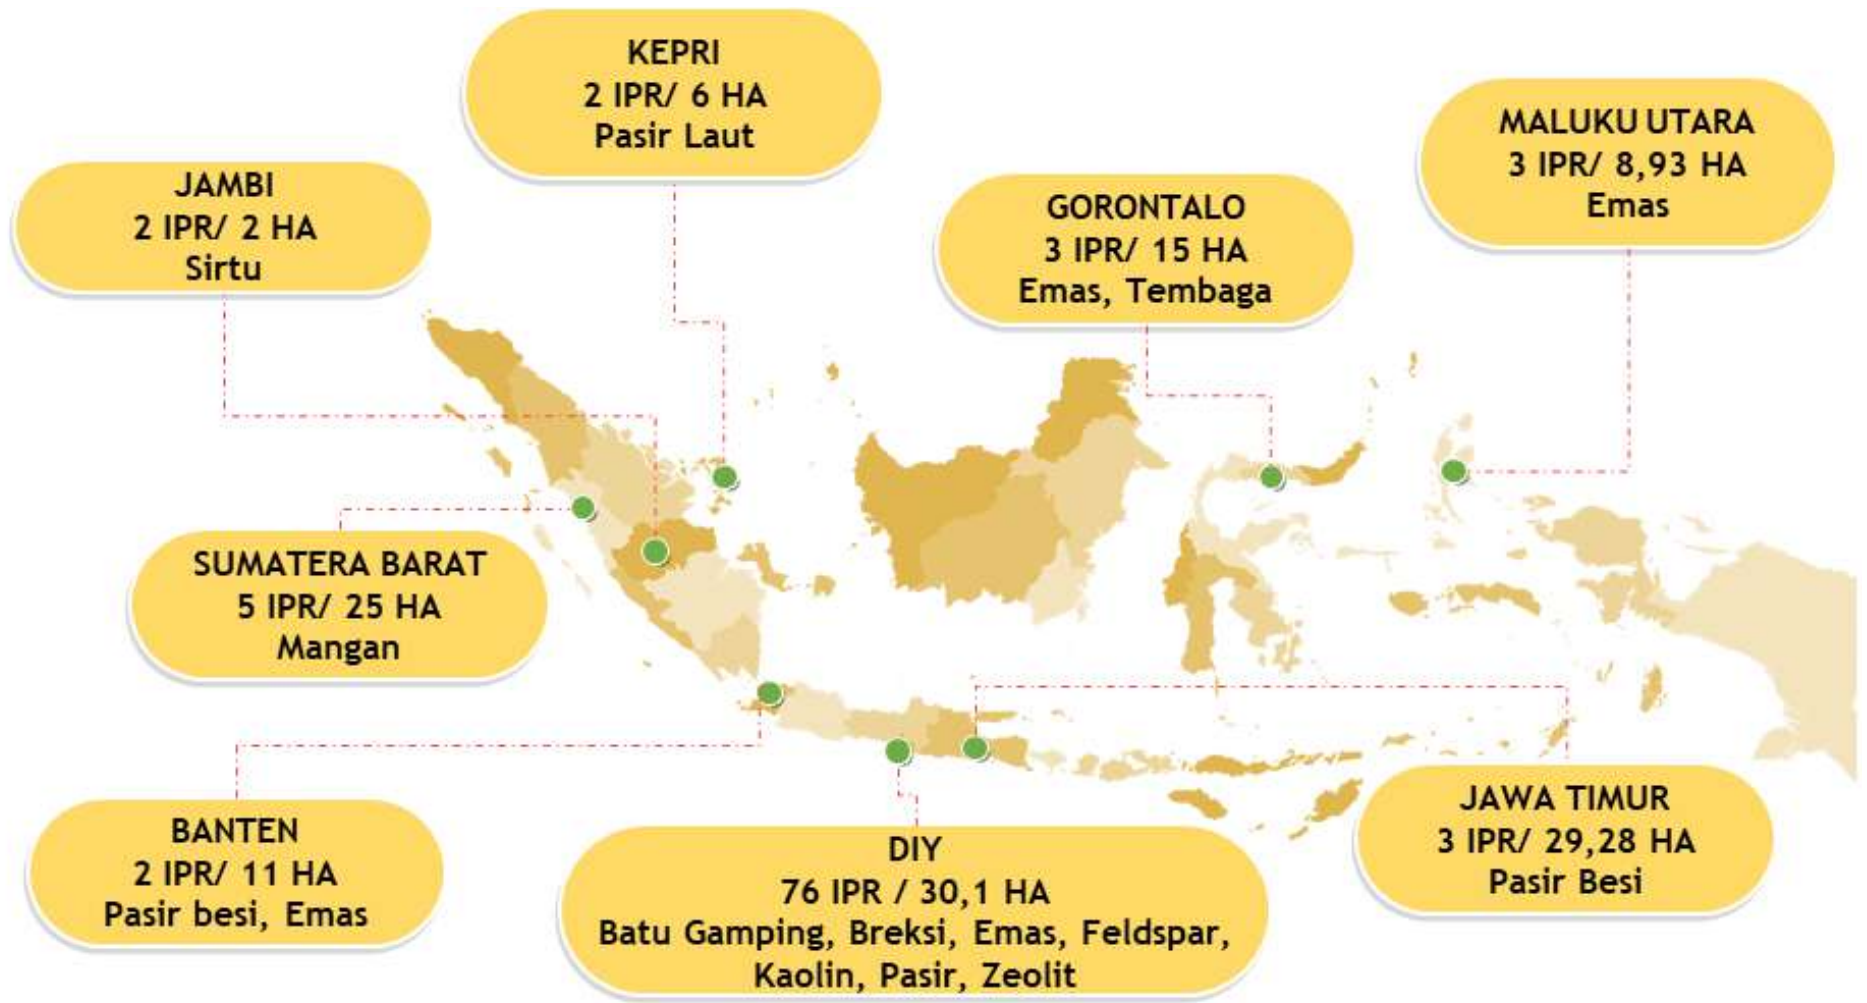 KEPRI
2 IPR/ 6 HA
Pasir Laut
MALUKU UTARA
3 IPR/ 8,93 HA
Emas
JAMBI
2 IPR/ 2 HA
Sirtu
GORONTALO
3 IPR/ 15 HA
Emas, Tembaga
SUMATERA BARAT
5 IPR/ 25 HA
Mangan
JAWA TIMUR
3 IPR/ 29,28 HA
Pasir Besi
BANTEN
2 IPR/ 11 HA
Pasir besi, Emas
DIY
76 IPR / 30,1 HA
Batu Gamping, Breksi, Emas, Feldspar,
Kaolin, Pasir, Zeolit